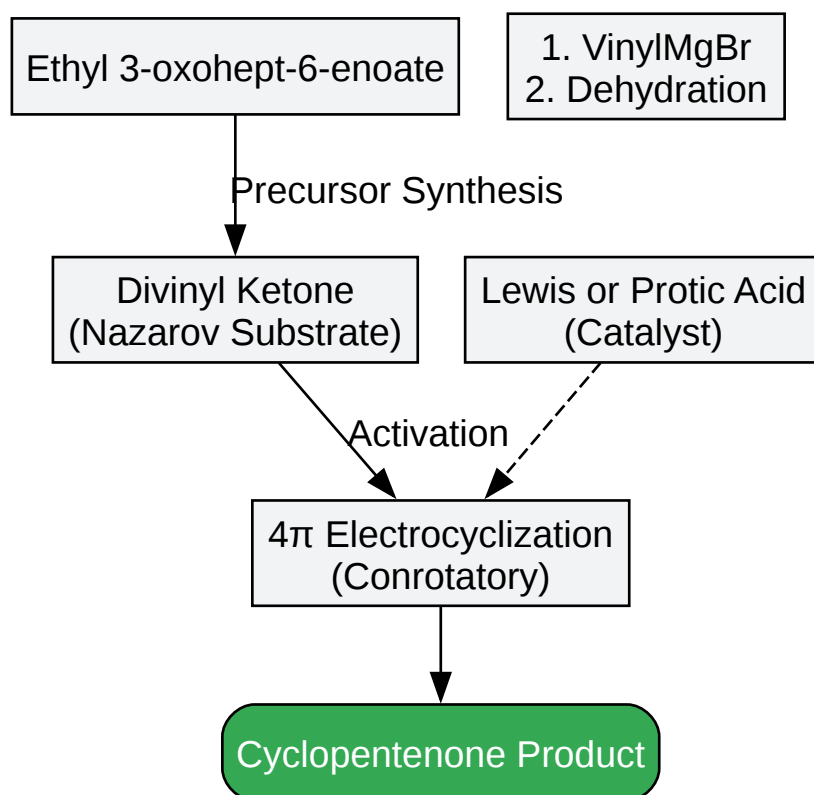 Ethyl 3-oxohept-6-enoate
1. VinylMgBr
2. Dehydration
Precursor Synthesis
Divinyl Ketone
(Nazarov Substrate)
Lewis or Protic Acid
(Catalyst)
Activation
4π Electrocyclization
(Conrotatory)
Cyclopentenone Product